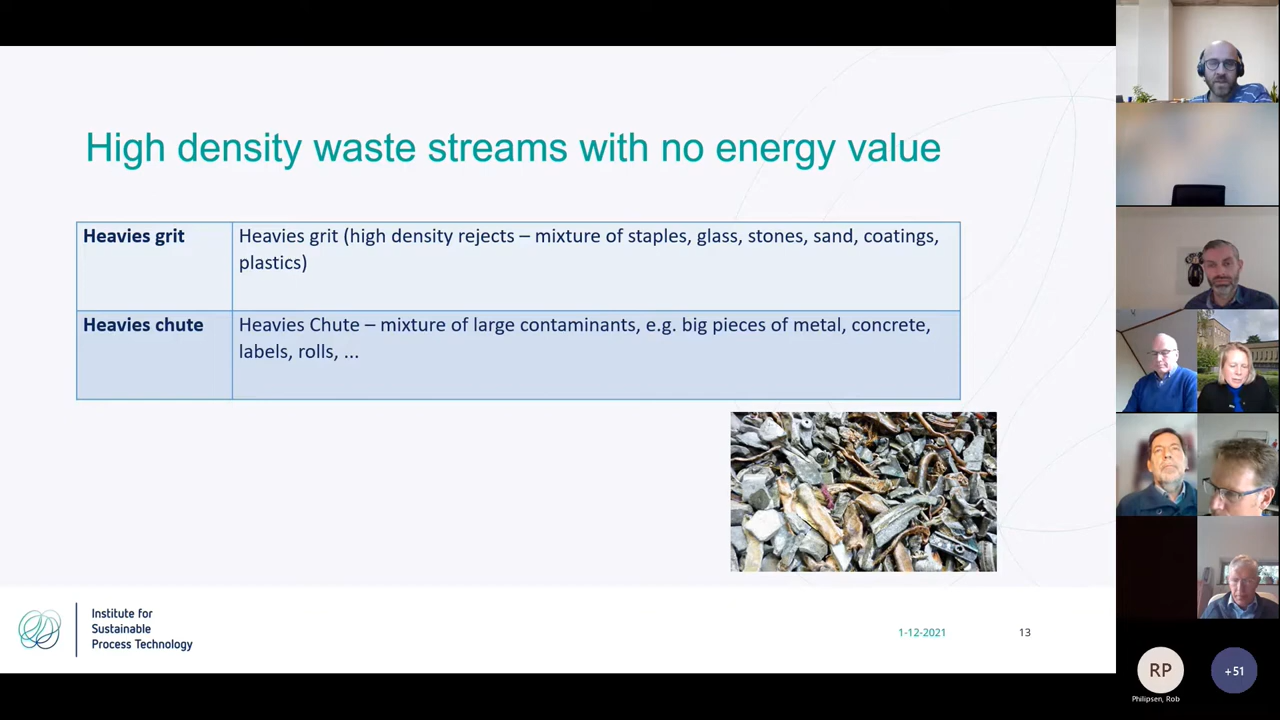 High density waste streams with no energy value
Heavies grit
Heavies grit (high density rejects – mixture of staples, glass, stones, sand, coatings,
plastics)
Heavies chute
Heavies Chute – mixture of large contaminants, e.g. big pieces of metal, concrete,
labels, rolls, ...
Institute for
Sustainable
Process Technology
1-12-2021
13
RP
Philipsen, Rob
+51